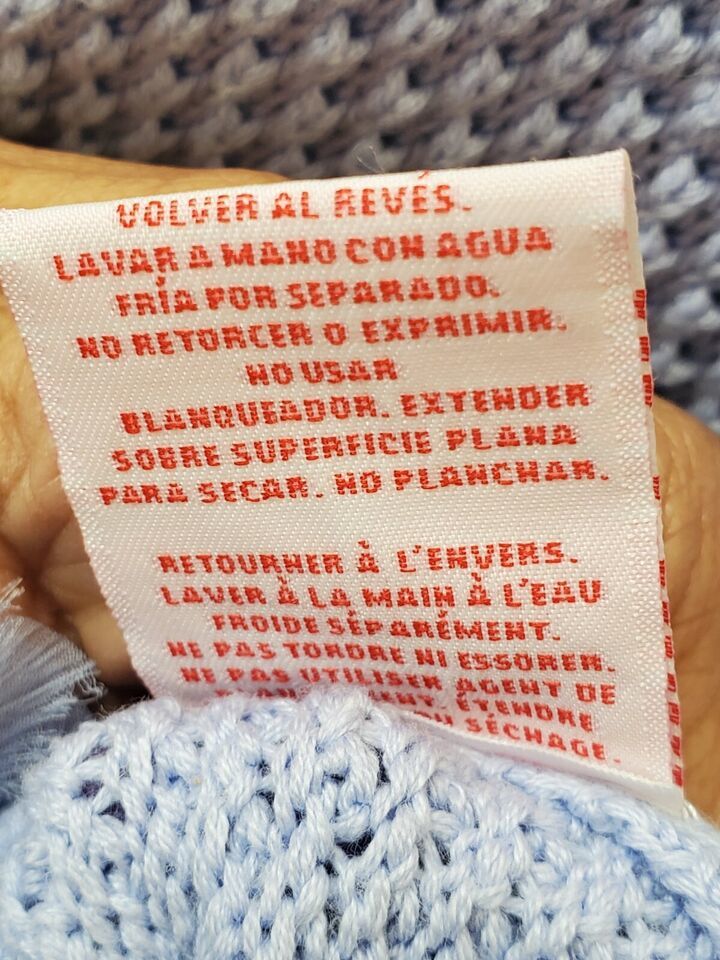 VOLVER AL REVÉS.
LAVAR A MANO CON AGUA
FRÍA POR SEPARADO.
NO RETORCER O EXPRIMIR.
NO USAR
BLANQUEADOR. EXTENDER
SOBRE SUPERFICIE PLANA
PARA SECAR. NO PLANCHAR.
RETOURNER À L'ENVERS.
LAVER À LA MAIN À L'EAU
FROIDE SÉPARÉMENT.
NE PAS TORDRE NI ESSORER.
NE PAS UTILISER AGENT DE
ÉTENDRE
SÉCHAGE.